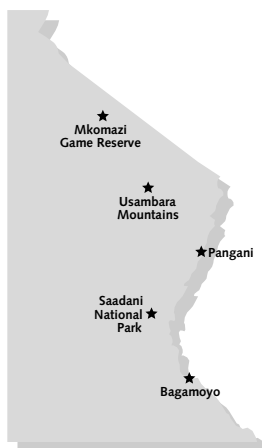 Mkomazi
Game Reserve
Usambara
Mountains
Pangani
Saadani
National
Park
Bagamoyo